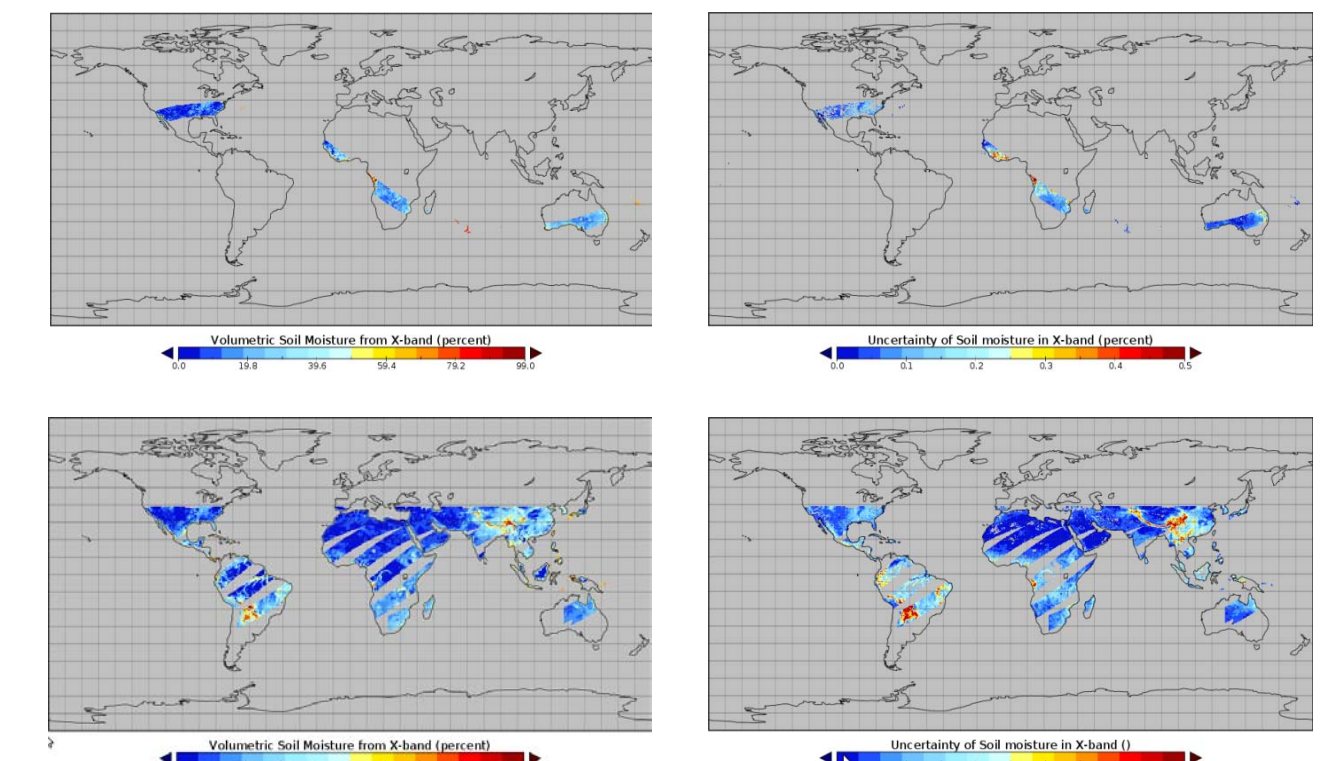 Volumetric Soil Moisture from X-band (percent)
0.0 19.8 39.6 59.4 79.2 99.0
Uncertainty of Soil moisture in X-band (percent)
0.0 0.1 0.2 0.3 0.4 0.5
Volumetric Soil Moisture from X-band (percent)
Uncertainty of Soil moisture in X-band ()